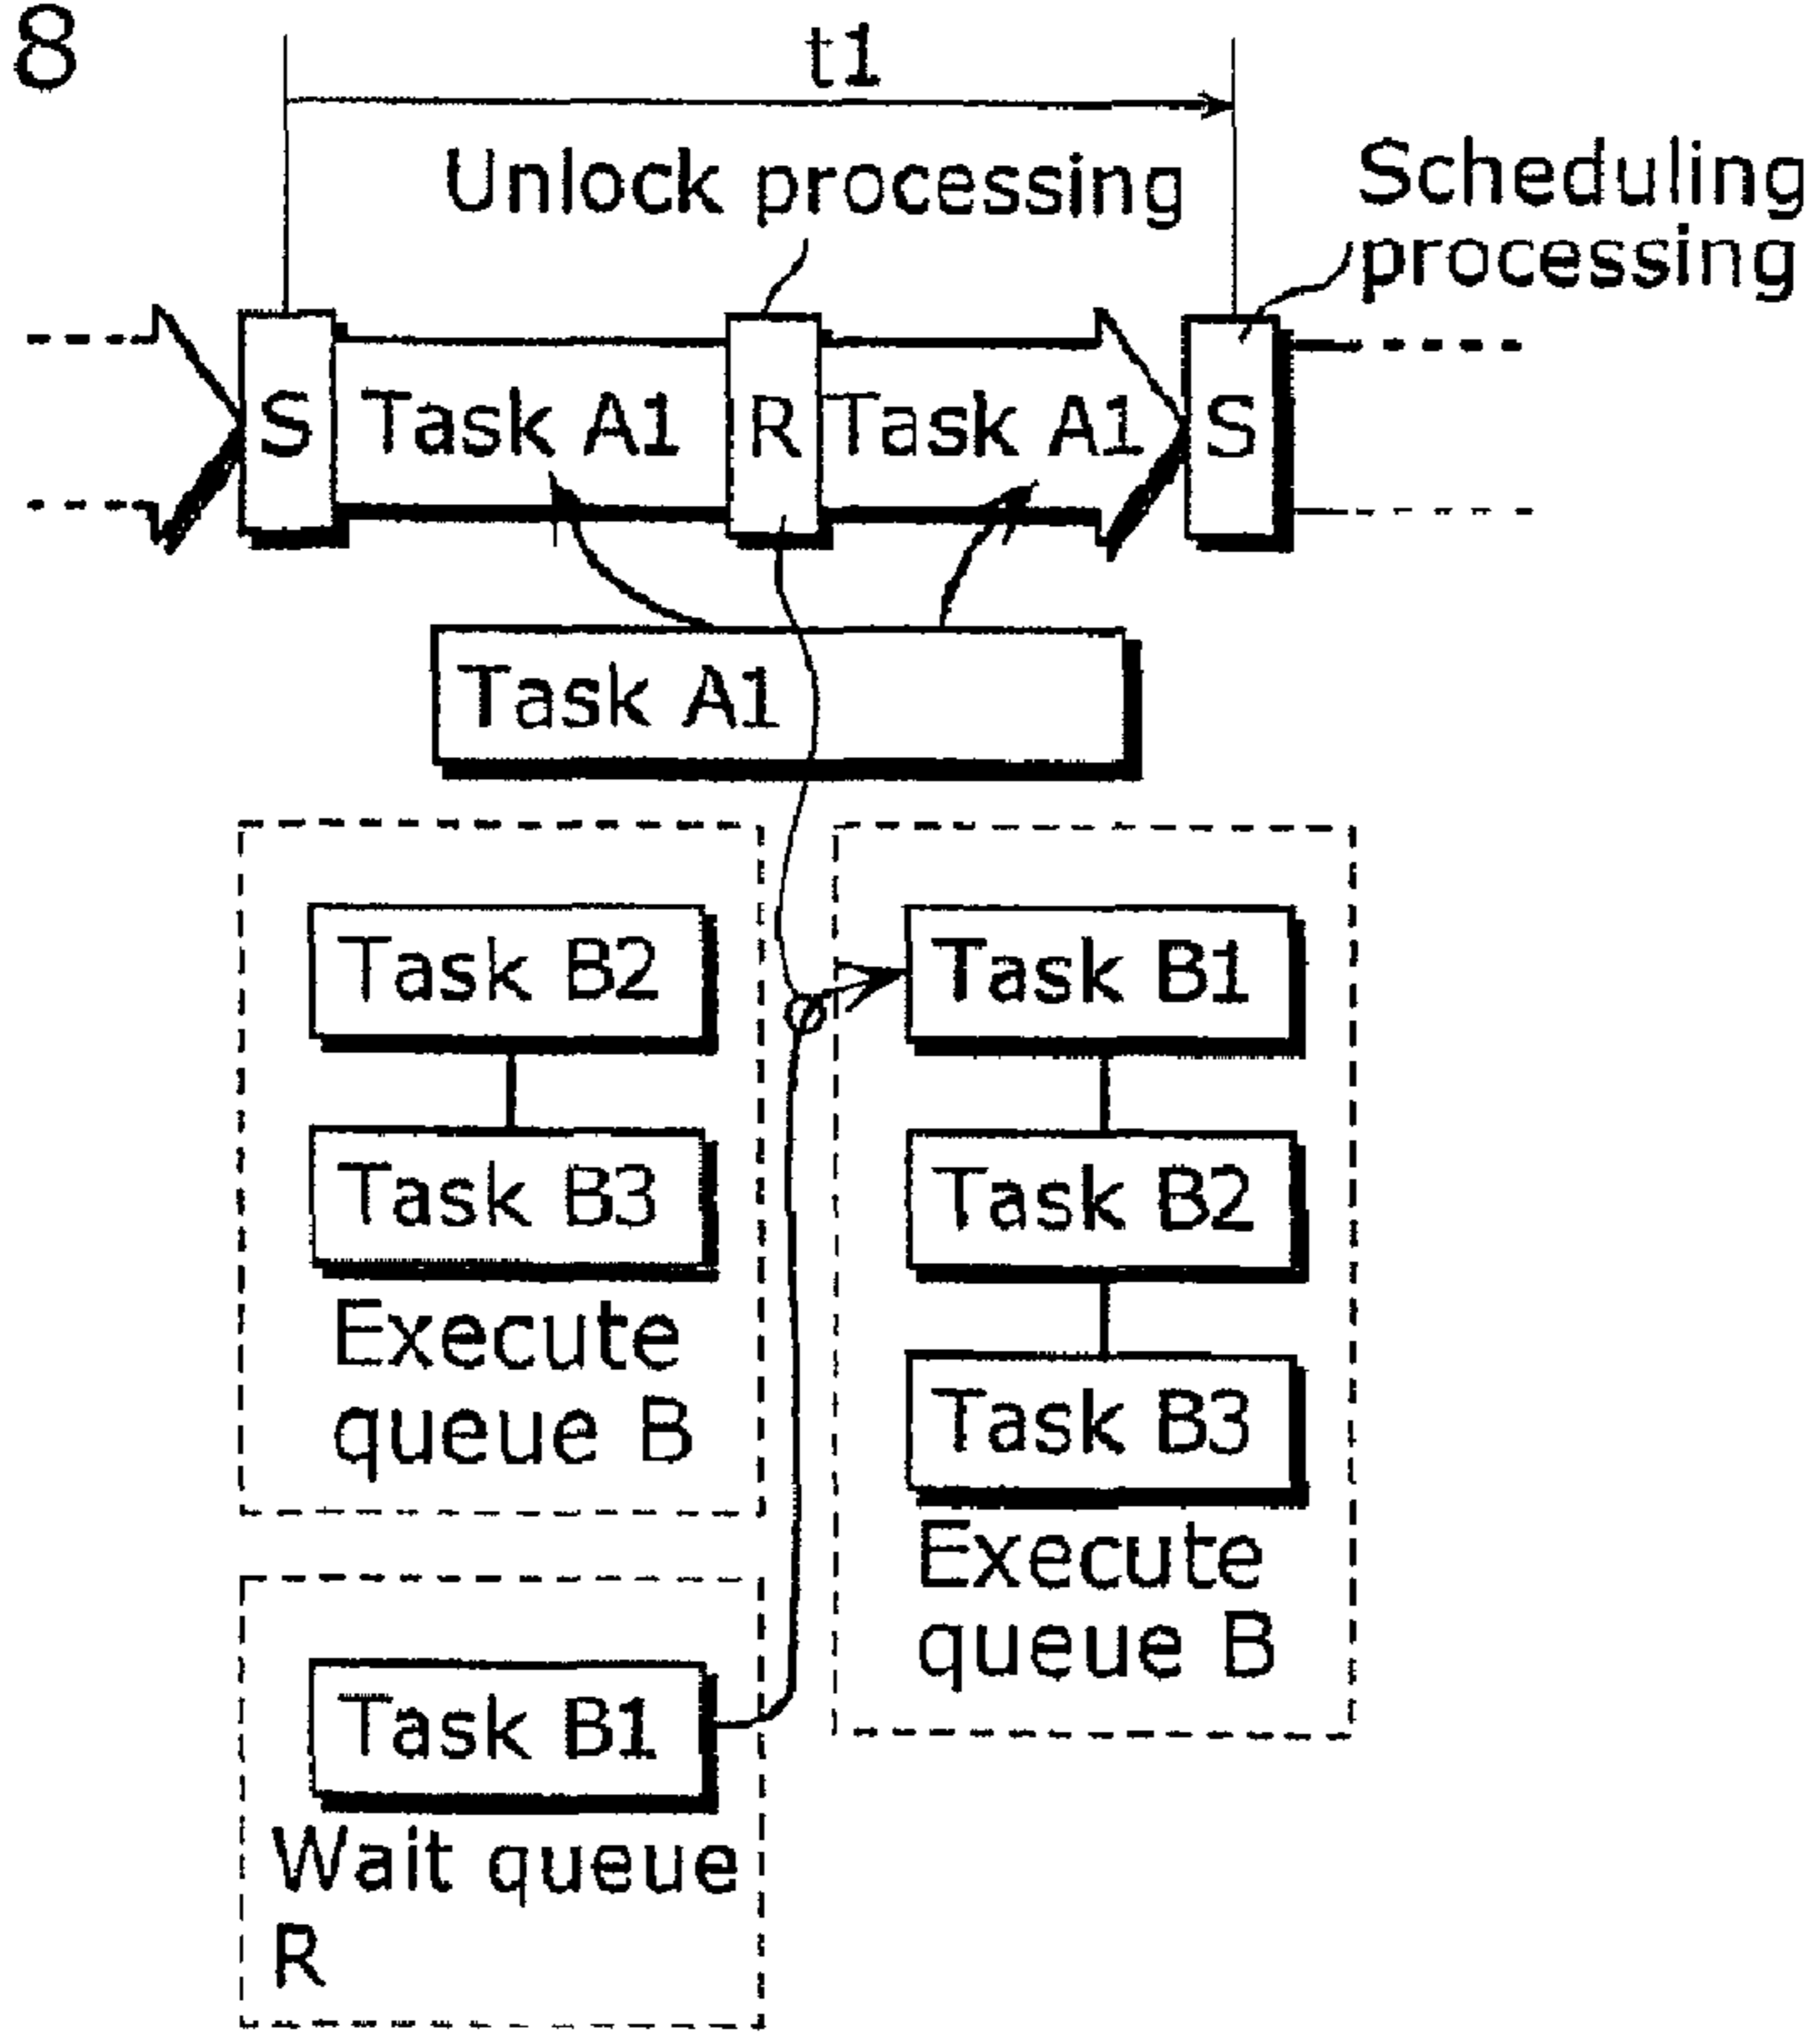 8
t1
Unlock processing
Scheduling
processing
S
Task A1
R
Task A1
S
Task A1
Task B2
Task B3
Execute
queue B
Task B1
Task B2
Task B3
Execute
queue B
Task B1
Wait queue
R